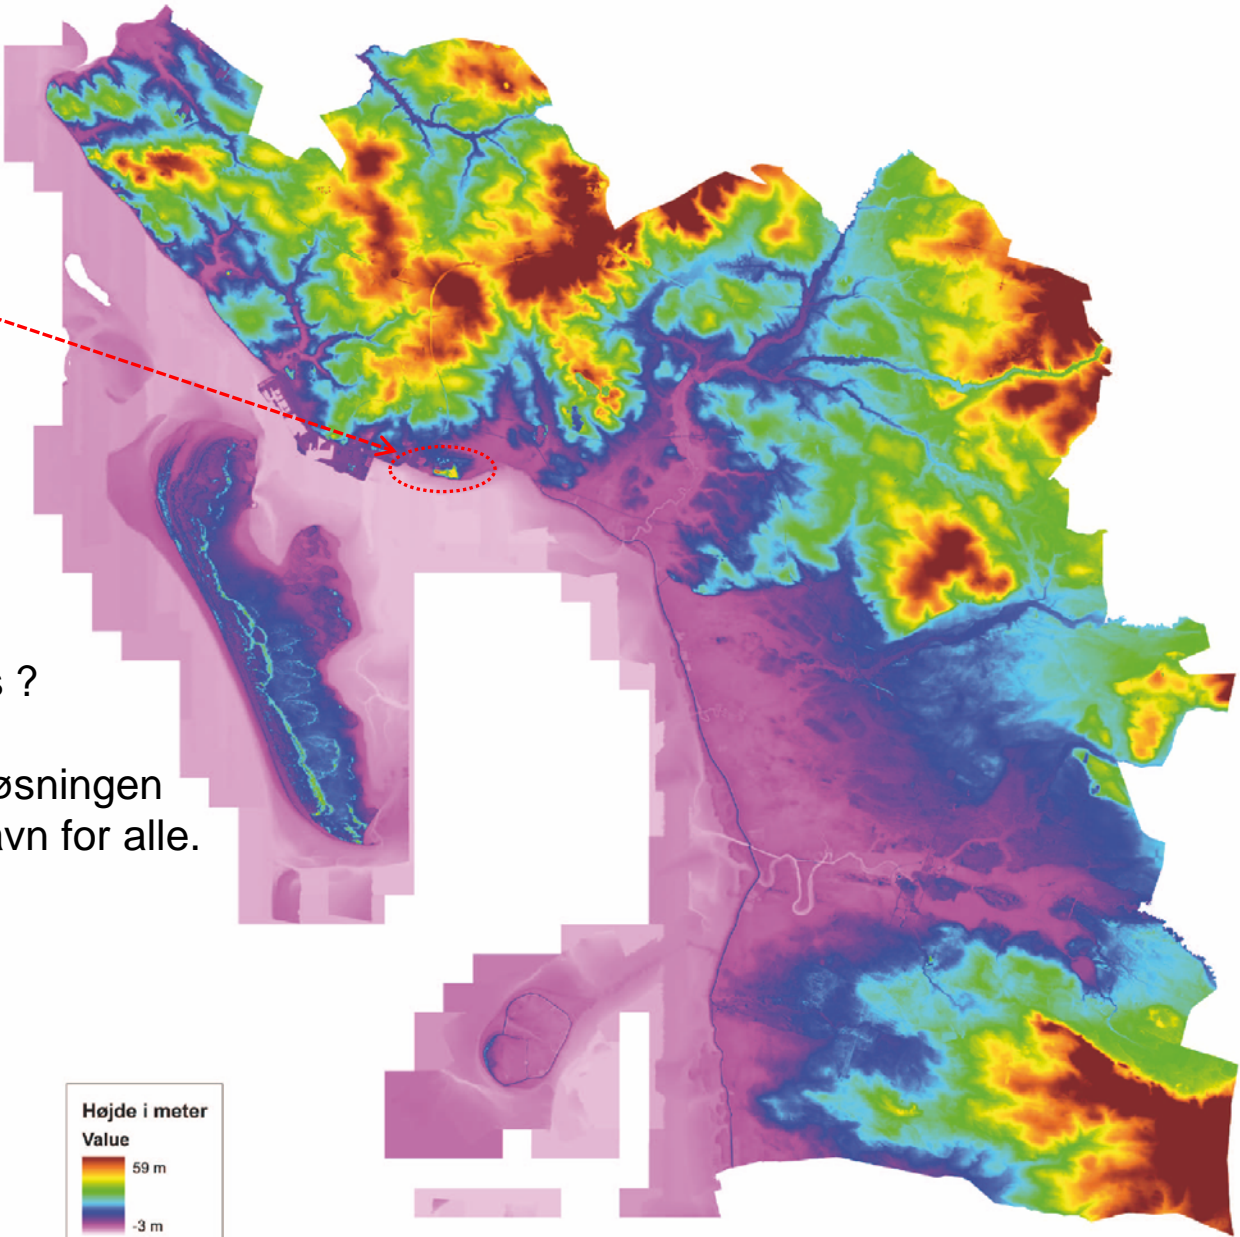 s ?
øsningen
avn for alle.
Højde i meter
Value
59 m
-3 m